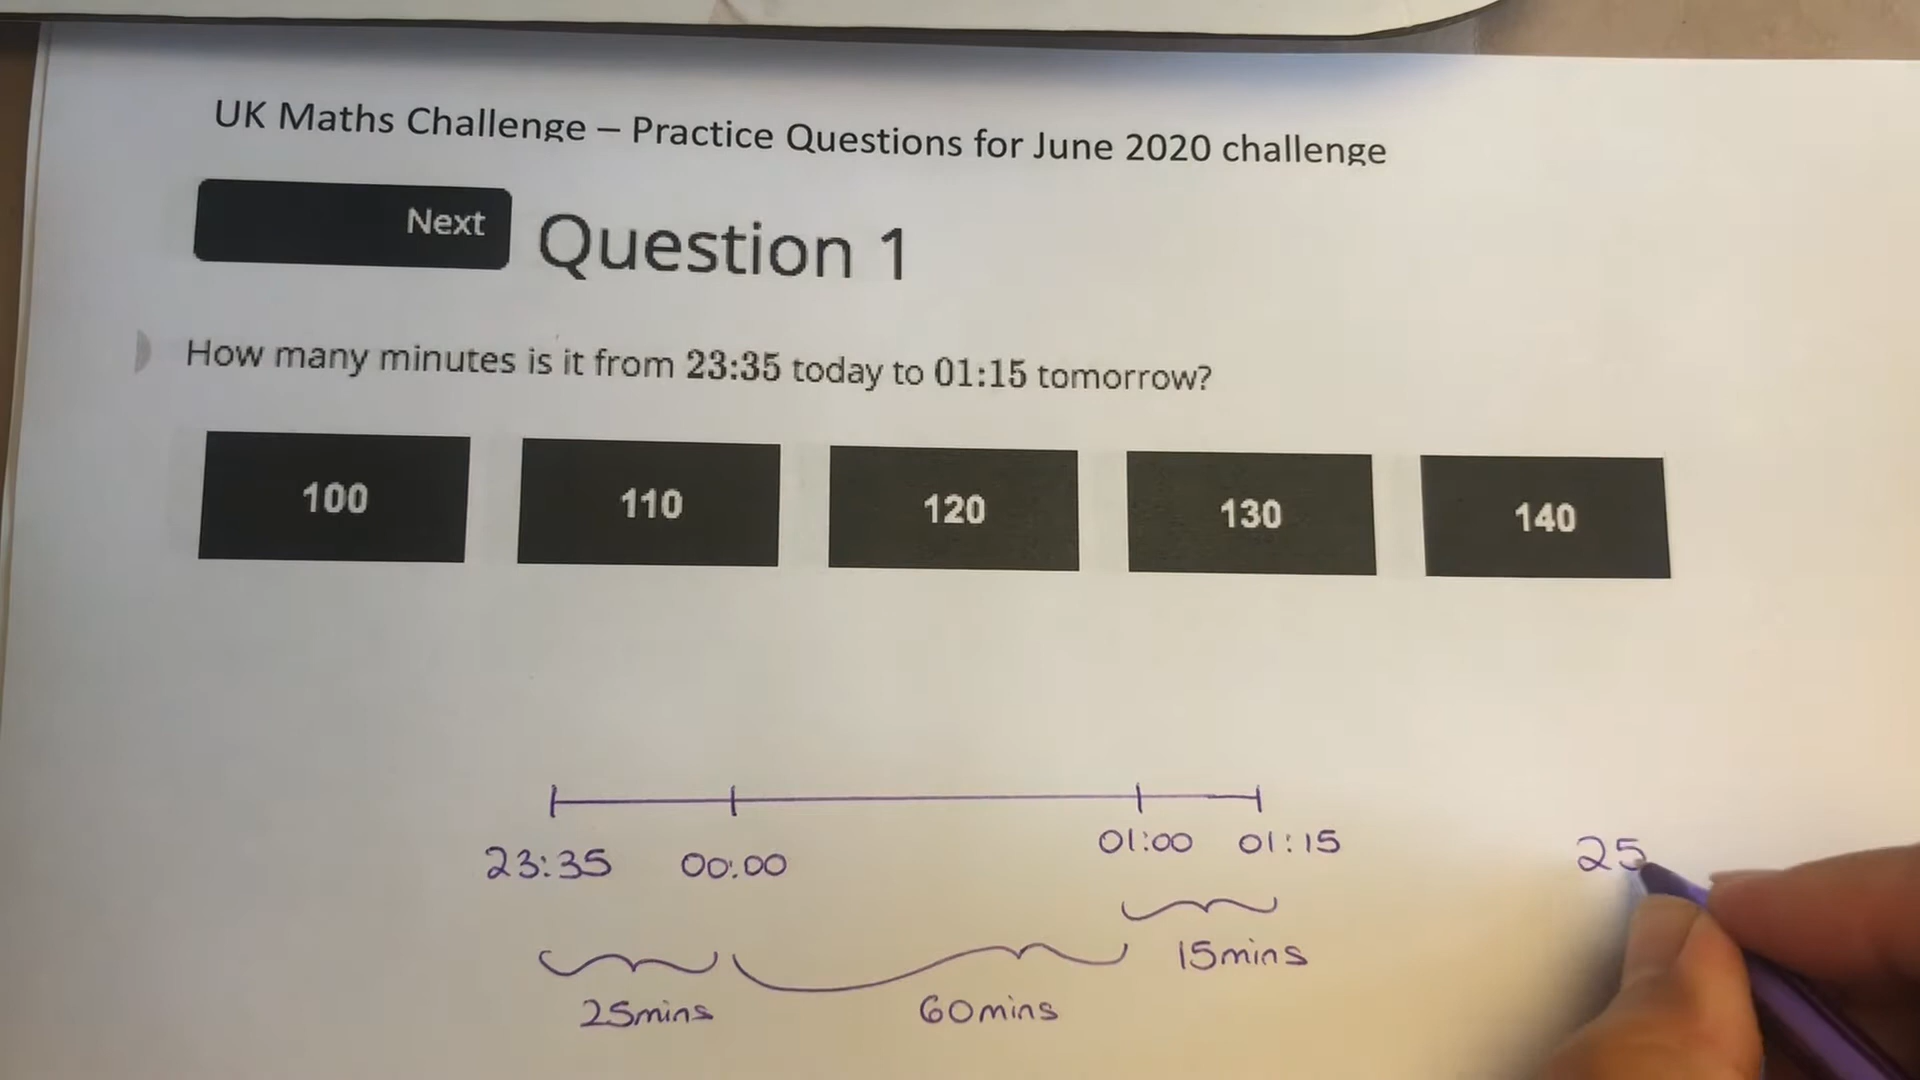 UK Maths Challenge – Practice Questions for June 2020 challenge
Next
Question 1
How many minutes is it from 23:35 today to 01:15 tomorrow?
100 110 120 130 140
23:35 00:00 01:00 01:15
25mins 60mins 15mins
25